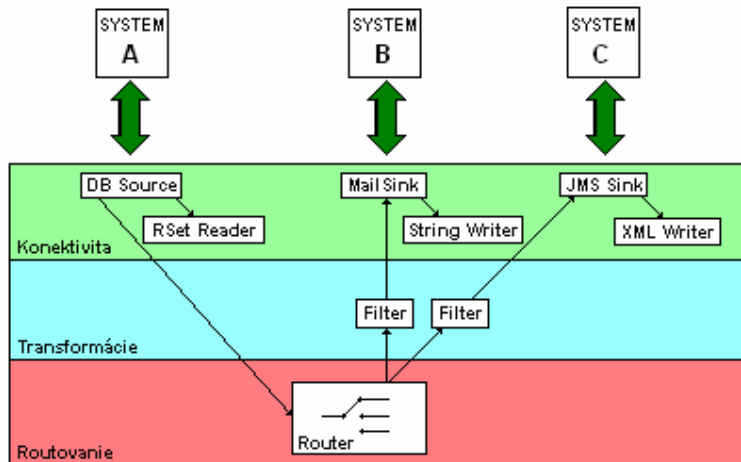 SYSTEM
A
SYSTEM
B
SYSTEM
C
DB Source
Mail Sink
JMS Sink
RSet Reader
String Writer
XML Writer
Konektivita
Filter
Filter
Transformácie
Router
Routovanie